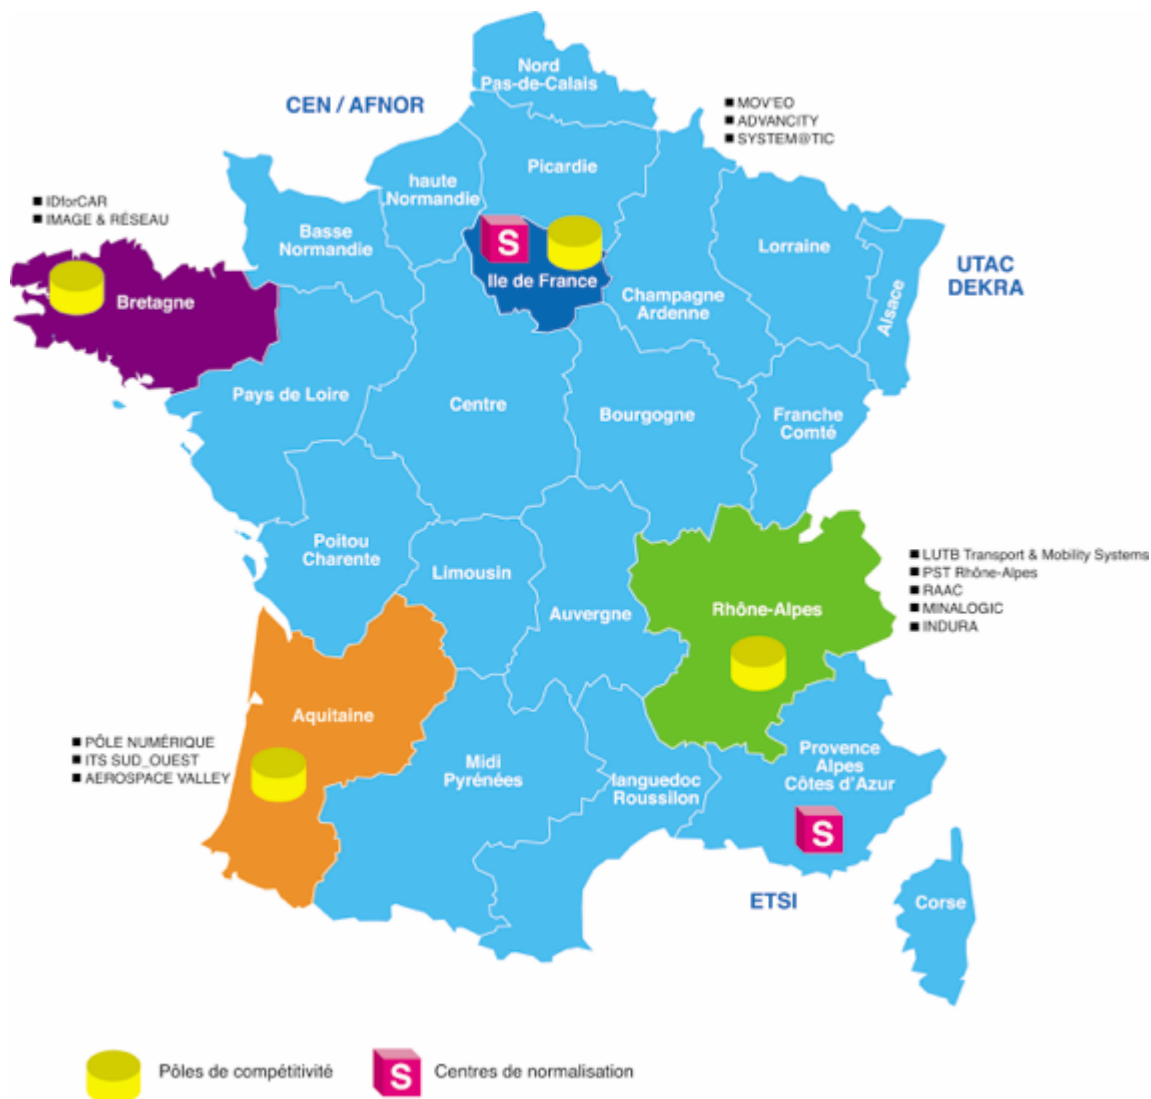 Nord
Pas-de-Calais
CEN / AFNOR
MOV'EO
ADVANCITY
SYSTEM@TIC
Picardie
haute
Normandie
IDforCAR
IMAGE & RÉSEAU
Basse
Normandie
S
Lorraine
UTAC
DEKRA
Ile de France
Bretagne
Champagne
Ardenne
Alsace
Pays de Loire
Centre
Bourgogne
Franche
Comté
Poitou
Charente
Limousin
Auvergne
Rhône-Alpes
LUTB Transport & Mobility Systems
PST Rhône-Alpes
RAAC
MINALOGIC
INDURA
Aquitaine
PÔLE NUMÉRIQUE
ITS SUD_OUEST
AEROSPACE VALLEY
Midi
Pyrénées
languedoc
Roussilon
Provence
Alpes
Côtes d'Azur
S
ETSI
Corse
Pôles de compétitivité
S Centres de normalisation